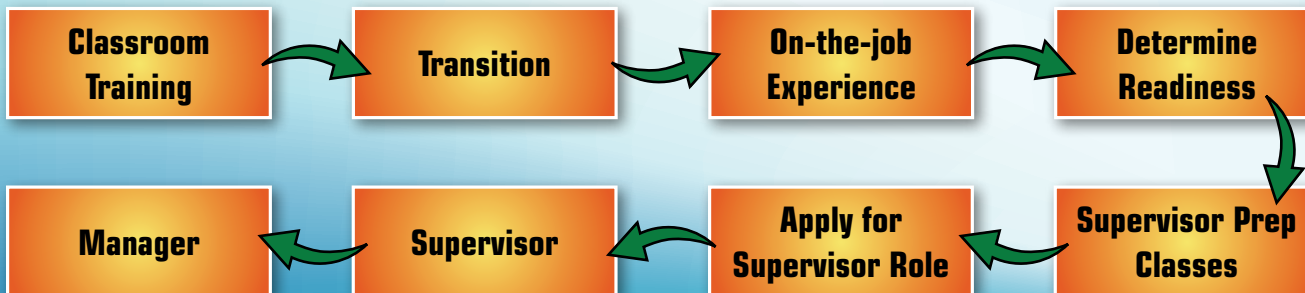 Classroom
Training
Transition
On-the-job
Experience
Determine
Readiness
Supervisor Prep
Classes
Apply for
Supervisor Role
Supervisor
Manager